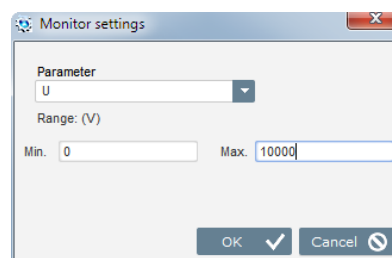 Monitor settings
Parameter
U
Range: (V)
Min. 0 Max. 10000
OK Cancel